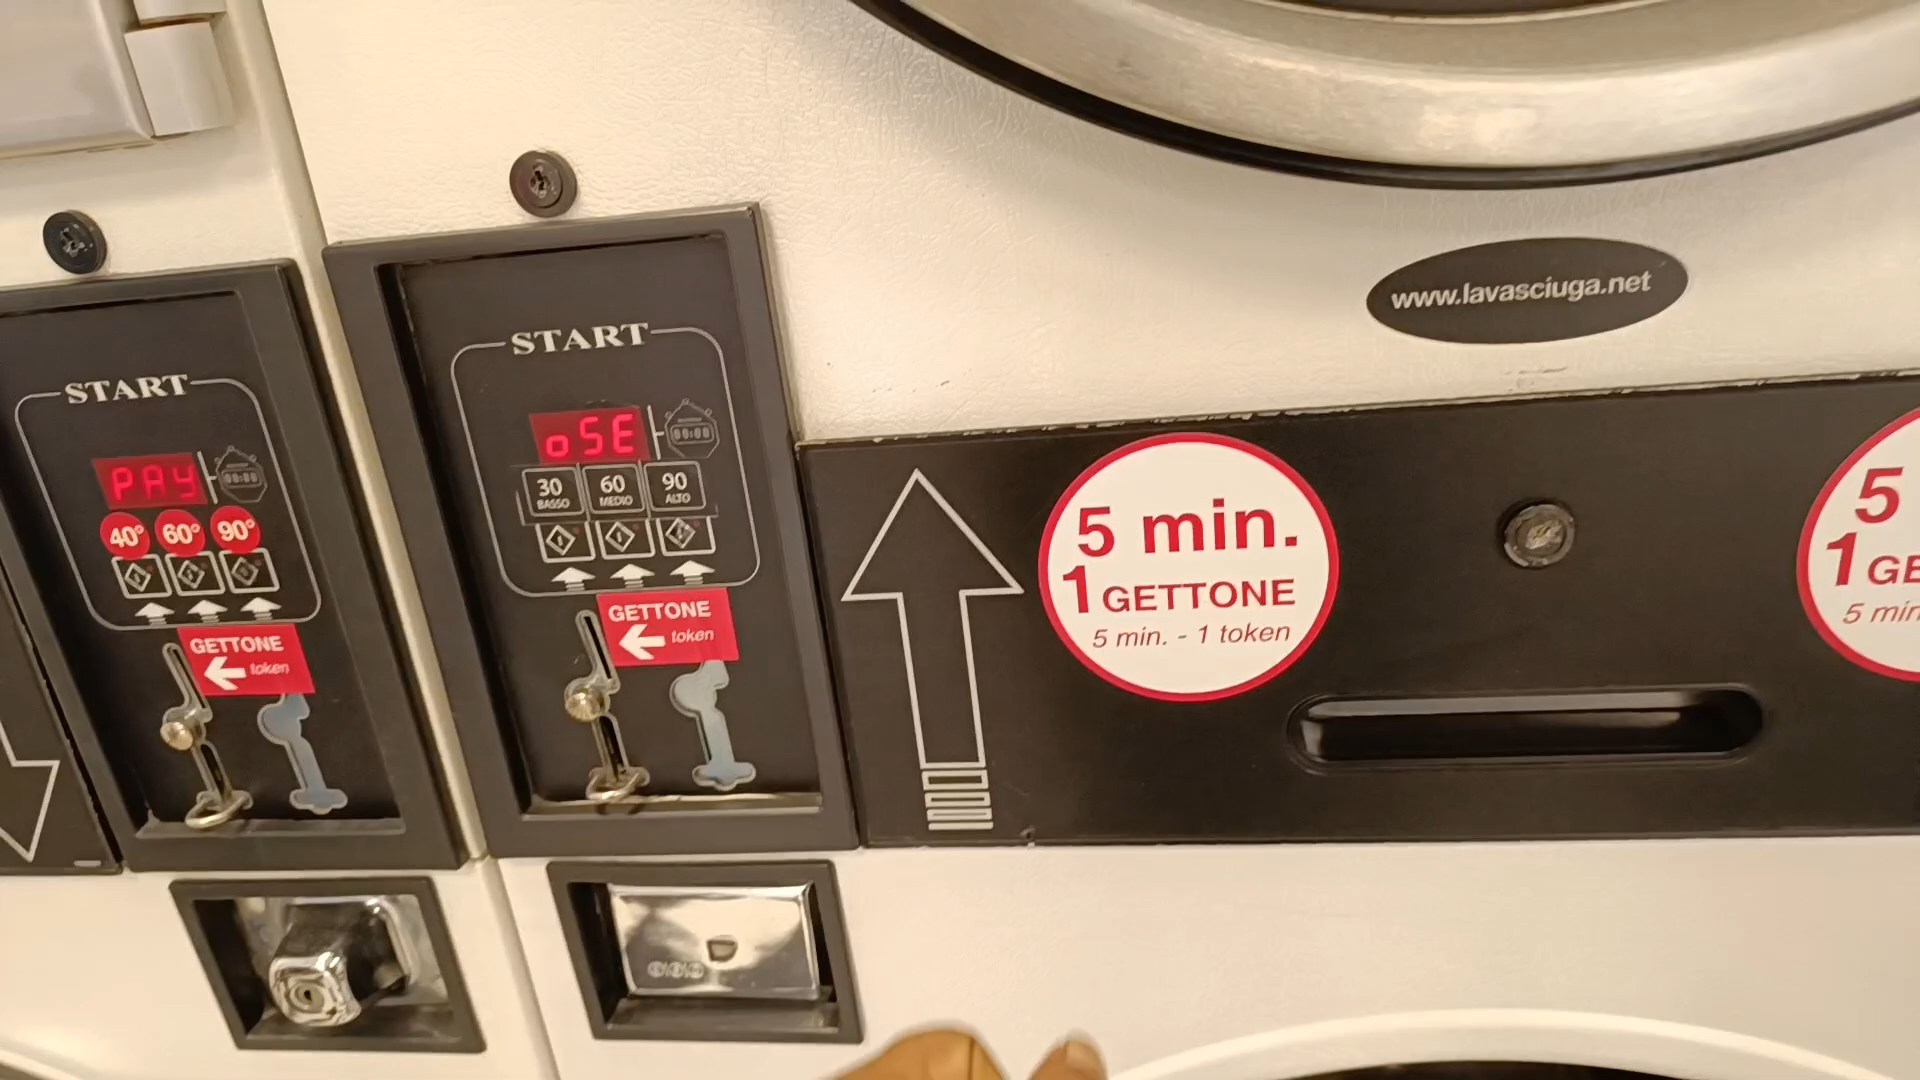 START
PAY
40° 60° 90°
GETTONE
token
START
oSE
30 60 90
BASSO MEDIO ALTO
GETTONE
token
www.lavasciuga.net
5 min.
1 GETTONE
5 min. - 1 token
5
1 GE
5 min